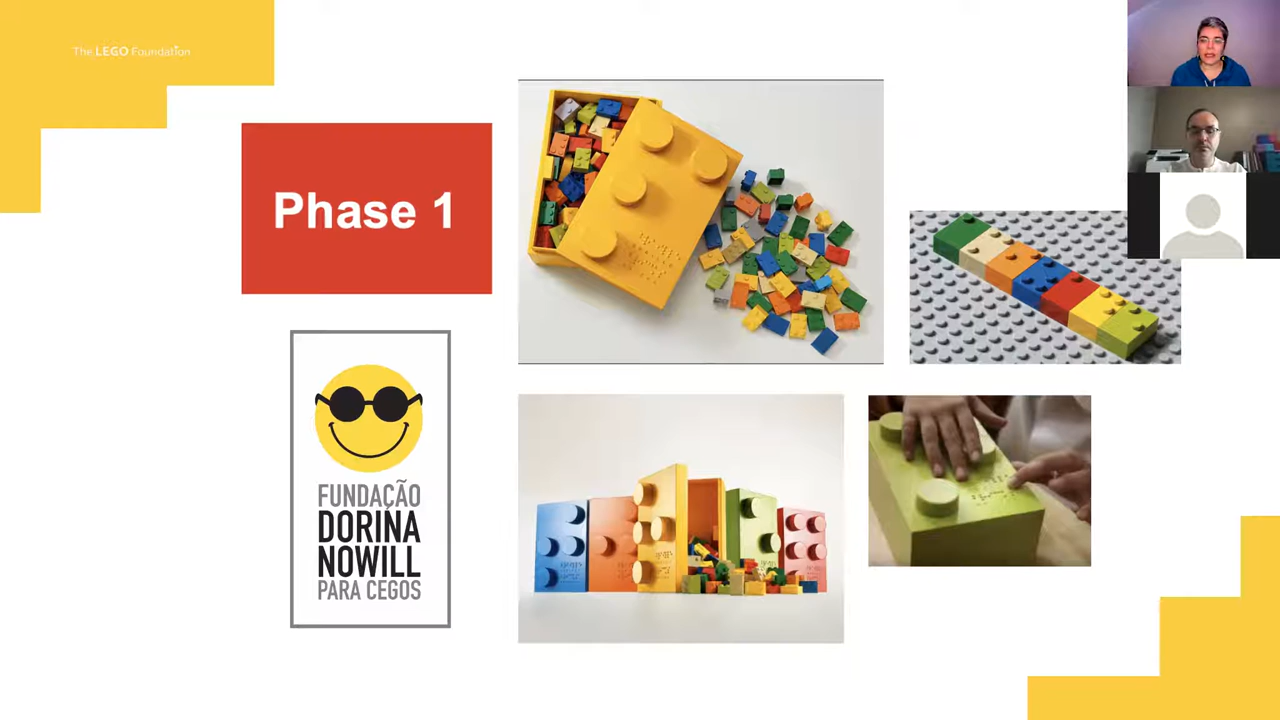 The LEGO Foundation
Phase 1
FUNDAÇÃO
DORINA
NOWILL
PARA CEGOS